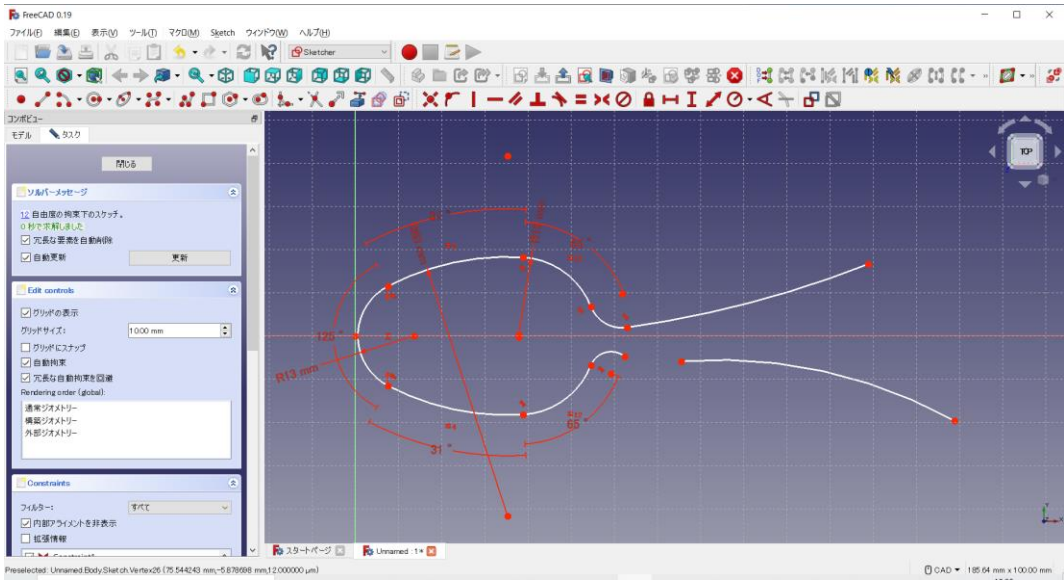 FreeCAD 0.19
ファイル(F) 編集(E) 表示(V) ツール(T) マクロ(M) Sketch ウィンドウ(W) ヘルプ(H)
Sketcher
コンボビュー
モデル タスク
閉じる
ソルバーメッセージ
12 自由度の拘束下のスケッチ。
0 秒で求解しました
冗長な要素を自動削除
自動更新 更新
Edit controls
グリッドの表示
グリッドサイズ: 10.00 mm
グリッドにスナップ
自動拘束
冗長な自動拘束を回避
Rendering order (global):
通常ジオメトリー
構築ジオメトリー
外部ジオメトリー
Constraints
フィルター: すべて
内部アライメントを非表示
拡張情報
TOP
125 °
R13 mm
31 °
65 °
スタートページ Unnamed : 1*
Preselected: Unnamed.Body.Sketch.Vertex26 (75.544243 mm,-5.878698 mm,12.000000 μm) CAD 185.64 mm x 100.00 mm